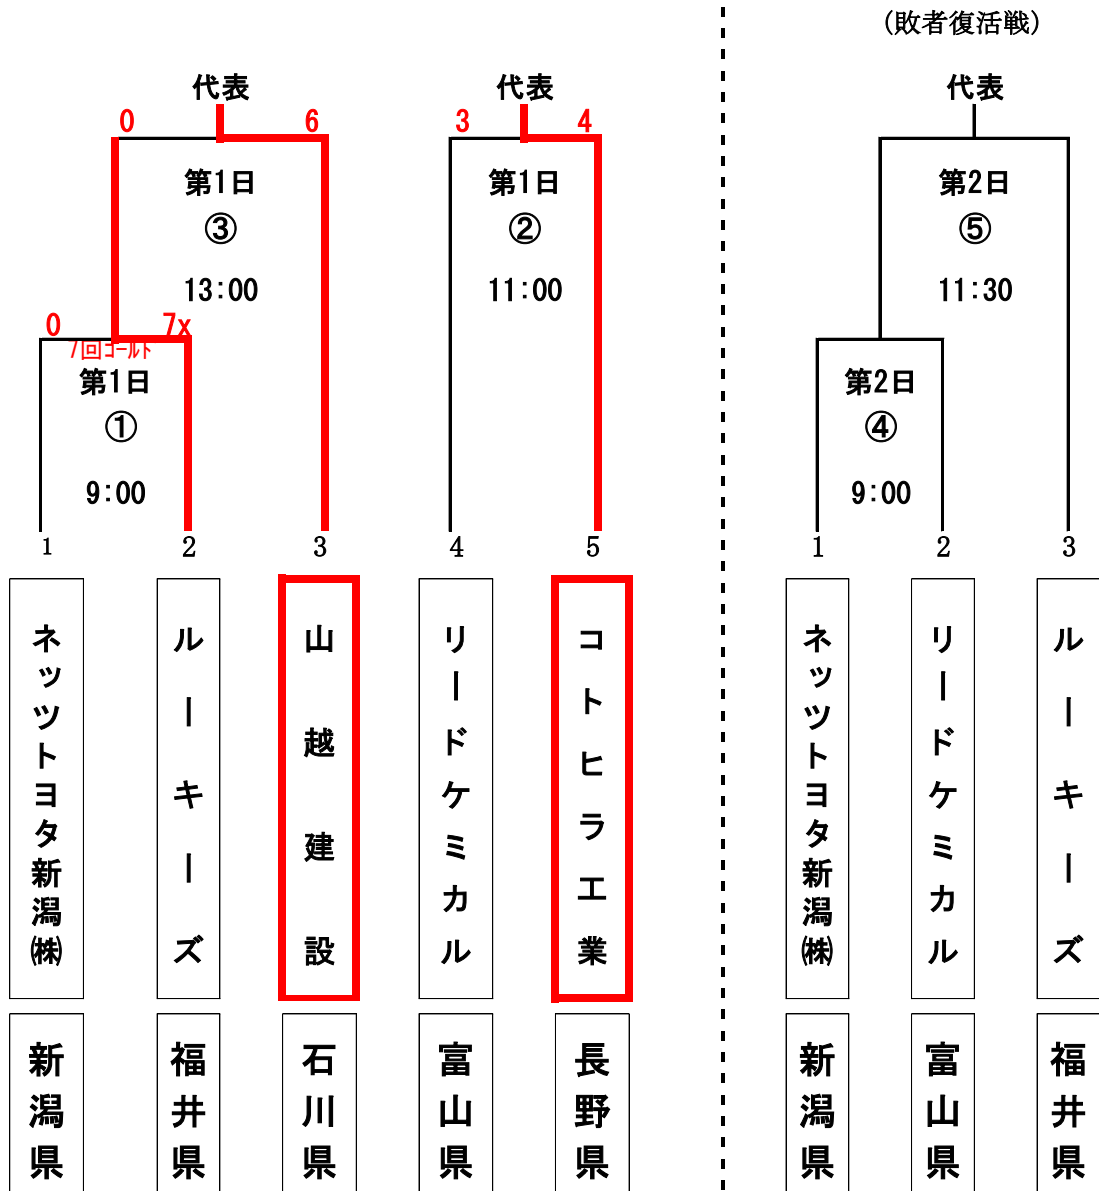 (敗者復活戦)
代表
代表
代表
0
6
3
4
第1日
③
13:00
第1日
②
11:00
第2日
⑤
11:30
0
7x
7回ｺｰﾙﾄ
第1日
①
9:00
第2日
④
9:00
1
2
3
4
5
1
2
3
ネッツトヨタ新潟㈱
ルーキーズ
山越建設
リードケミカル
コトヒラ工業
ネッツトヨタ新潟㈱
リードケミカル
ルーキーズ
新潟県
福井県
石川県
富山県
長野県
新潟県
富山県
福井県